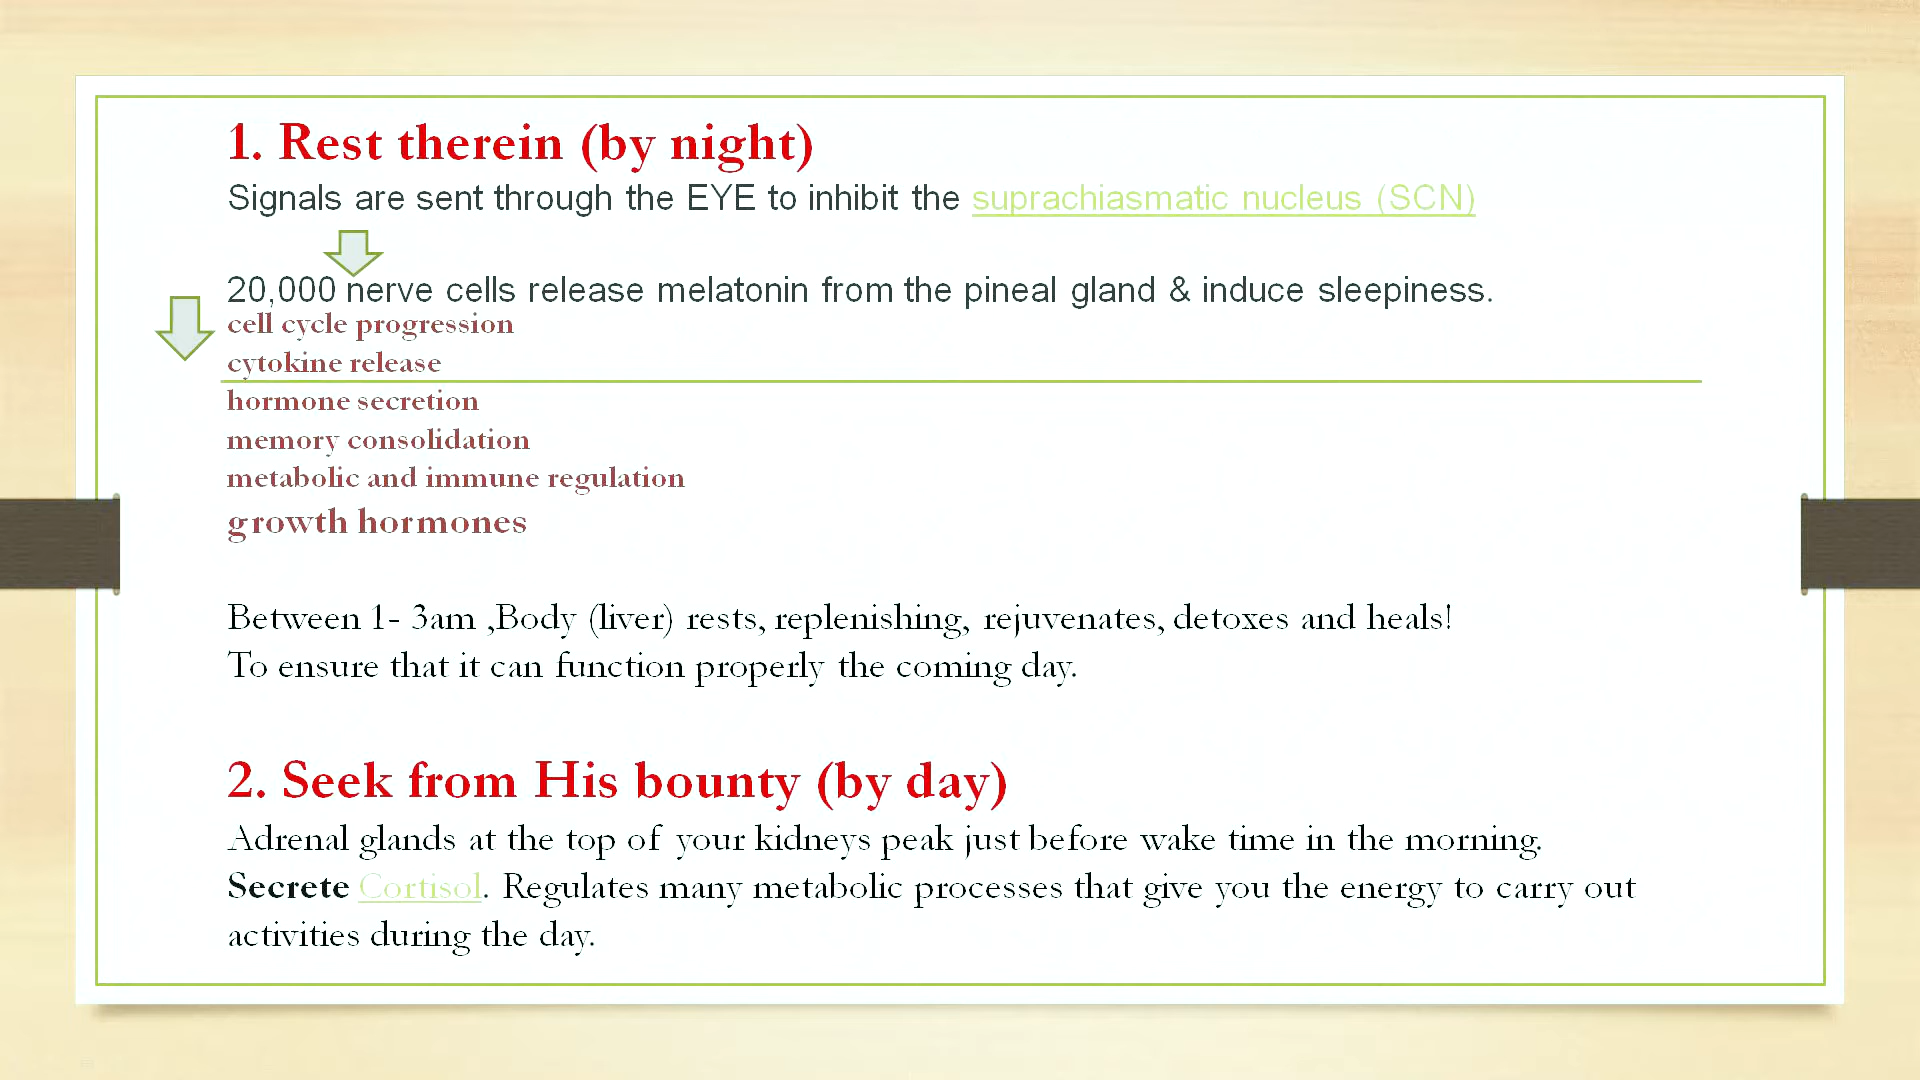 1. Rest therein (by night)
Signals are sent through the EYE to inhibit the suprachiasmatic nucleus (SCN)
20,000 nerve cells release melatonin from the pineal gland & induce sleepiness.
cell cycle progression
cytokine release
hormone secretion
memory consolidation
metabolic and immune regulation
growth hormones
Between 1- 3am ,Body (liver) rests, replenishing, rejuvenates, detoxes and heals!
To ensure that it can function properly the coming day.
2. Seek from His bounty (by day)
Adrenal glands at the top of your kidneys peak just before wake time in the morning.
Secrete Cortisol. Regulates many metabolic processes that give you the energy to carry out
activities during the day.